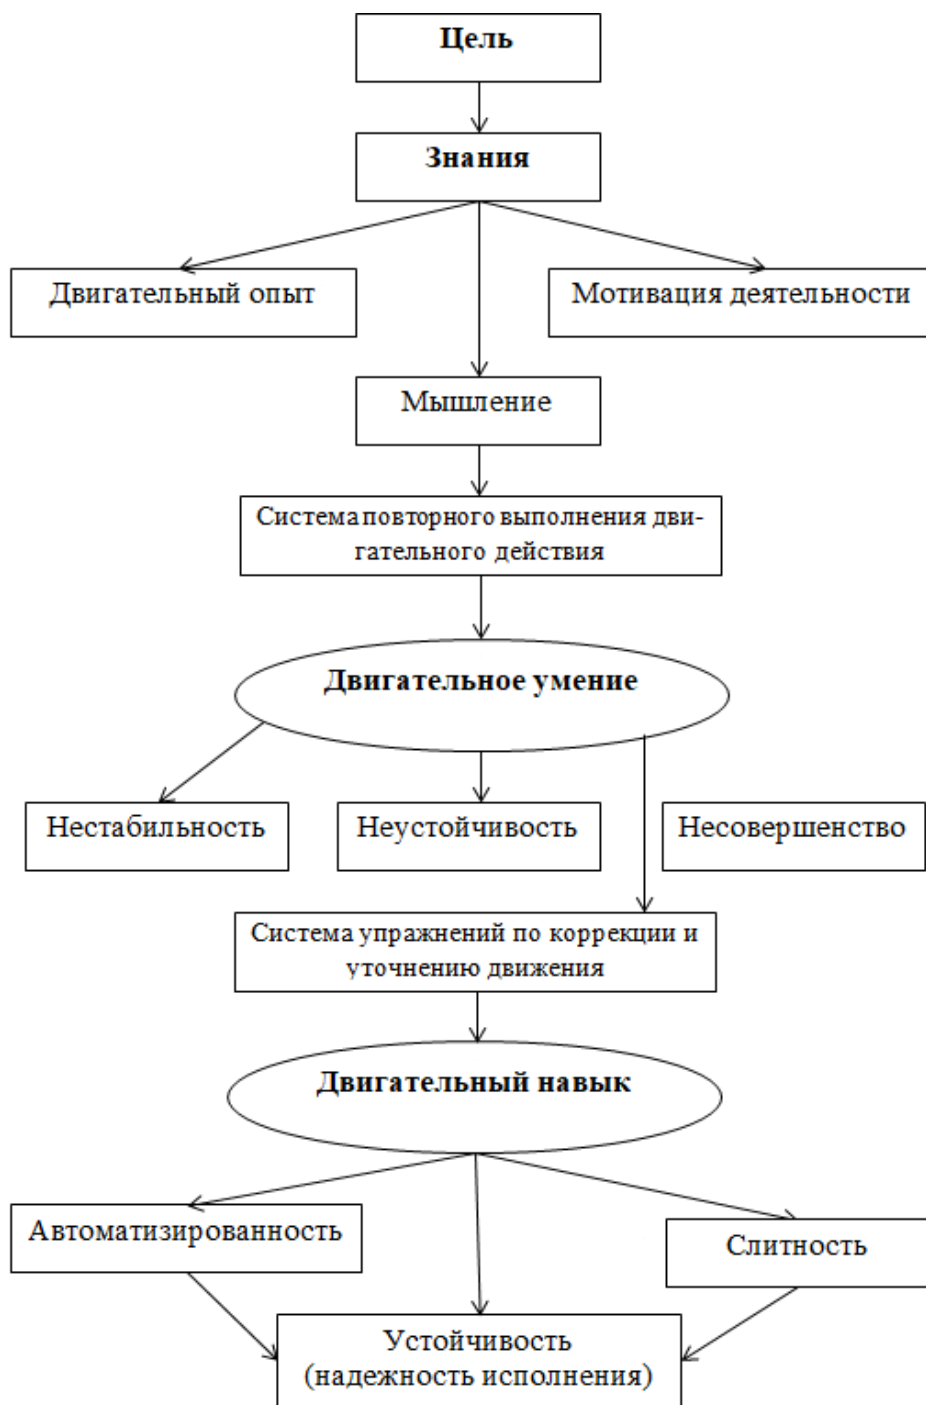 Цель
Знания
Двигательный опыт
Мотивация деятельности
Мышление
Система повторного выполнения дви-
гательного действия
Двигательное умение
Нестабильность
Неустойчивость
Несовершенство
Система упражнений по коррекции и
уточнению движения
Двигательный навык
Автоматизированность
Слитность
Устойчивость
(надежность исполнения)